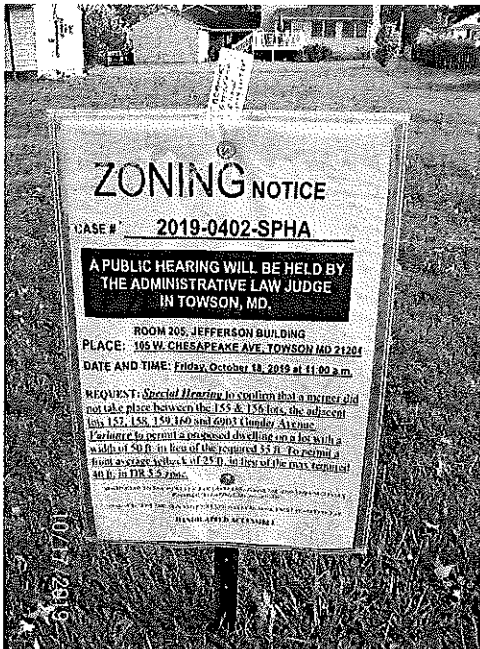 ZONING NOTICE
CASE # 2019-0402-SPHA
A PUBLIC HEARING WILL BE HELD BY
THE ADMINISTRATIVE LAW JUDGE
IN TOWSON, MD.
ROOM 205, JEFFERSON BUILDING
PLACE: 105 W. CHESAPEAKE AVE, TOWSON MD 21204
DATE AND TIME: Friday, October 18, 2019 at 11:00 a.m.
REQUEST: Special Hearing to confirm that a merger did
not take place between the 155 & 156 lots, the adjacent
lots 157, 158, 159, 160 and 6903 Avenue.
Variance to permit a proposed dwelling on a lot with a
width of 50 ft. in lieu of the required 55 ft. To permit a
front average setback of 25 ft. in lieu of the max required
40 ft. in DR 5.5 zone.
HANDICAPPED ACCESSIBLE
10/17/2019